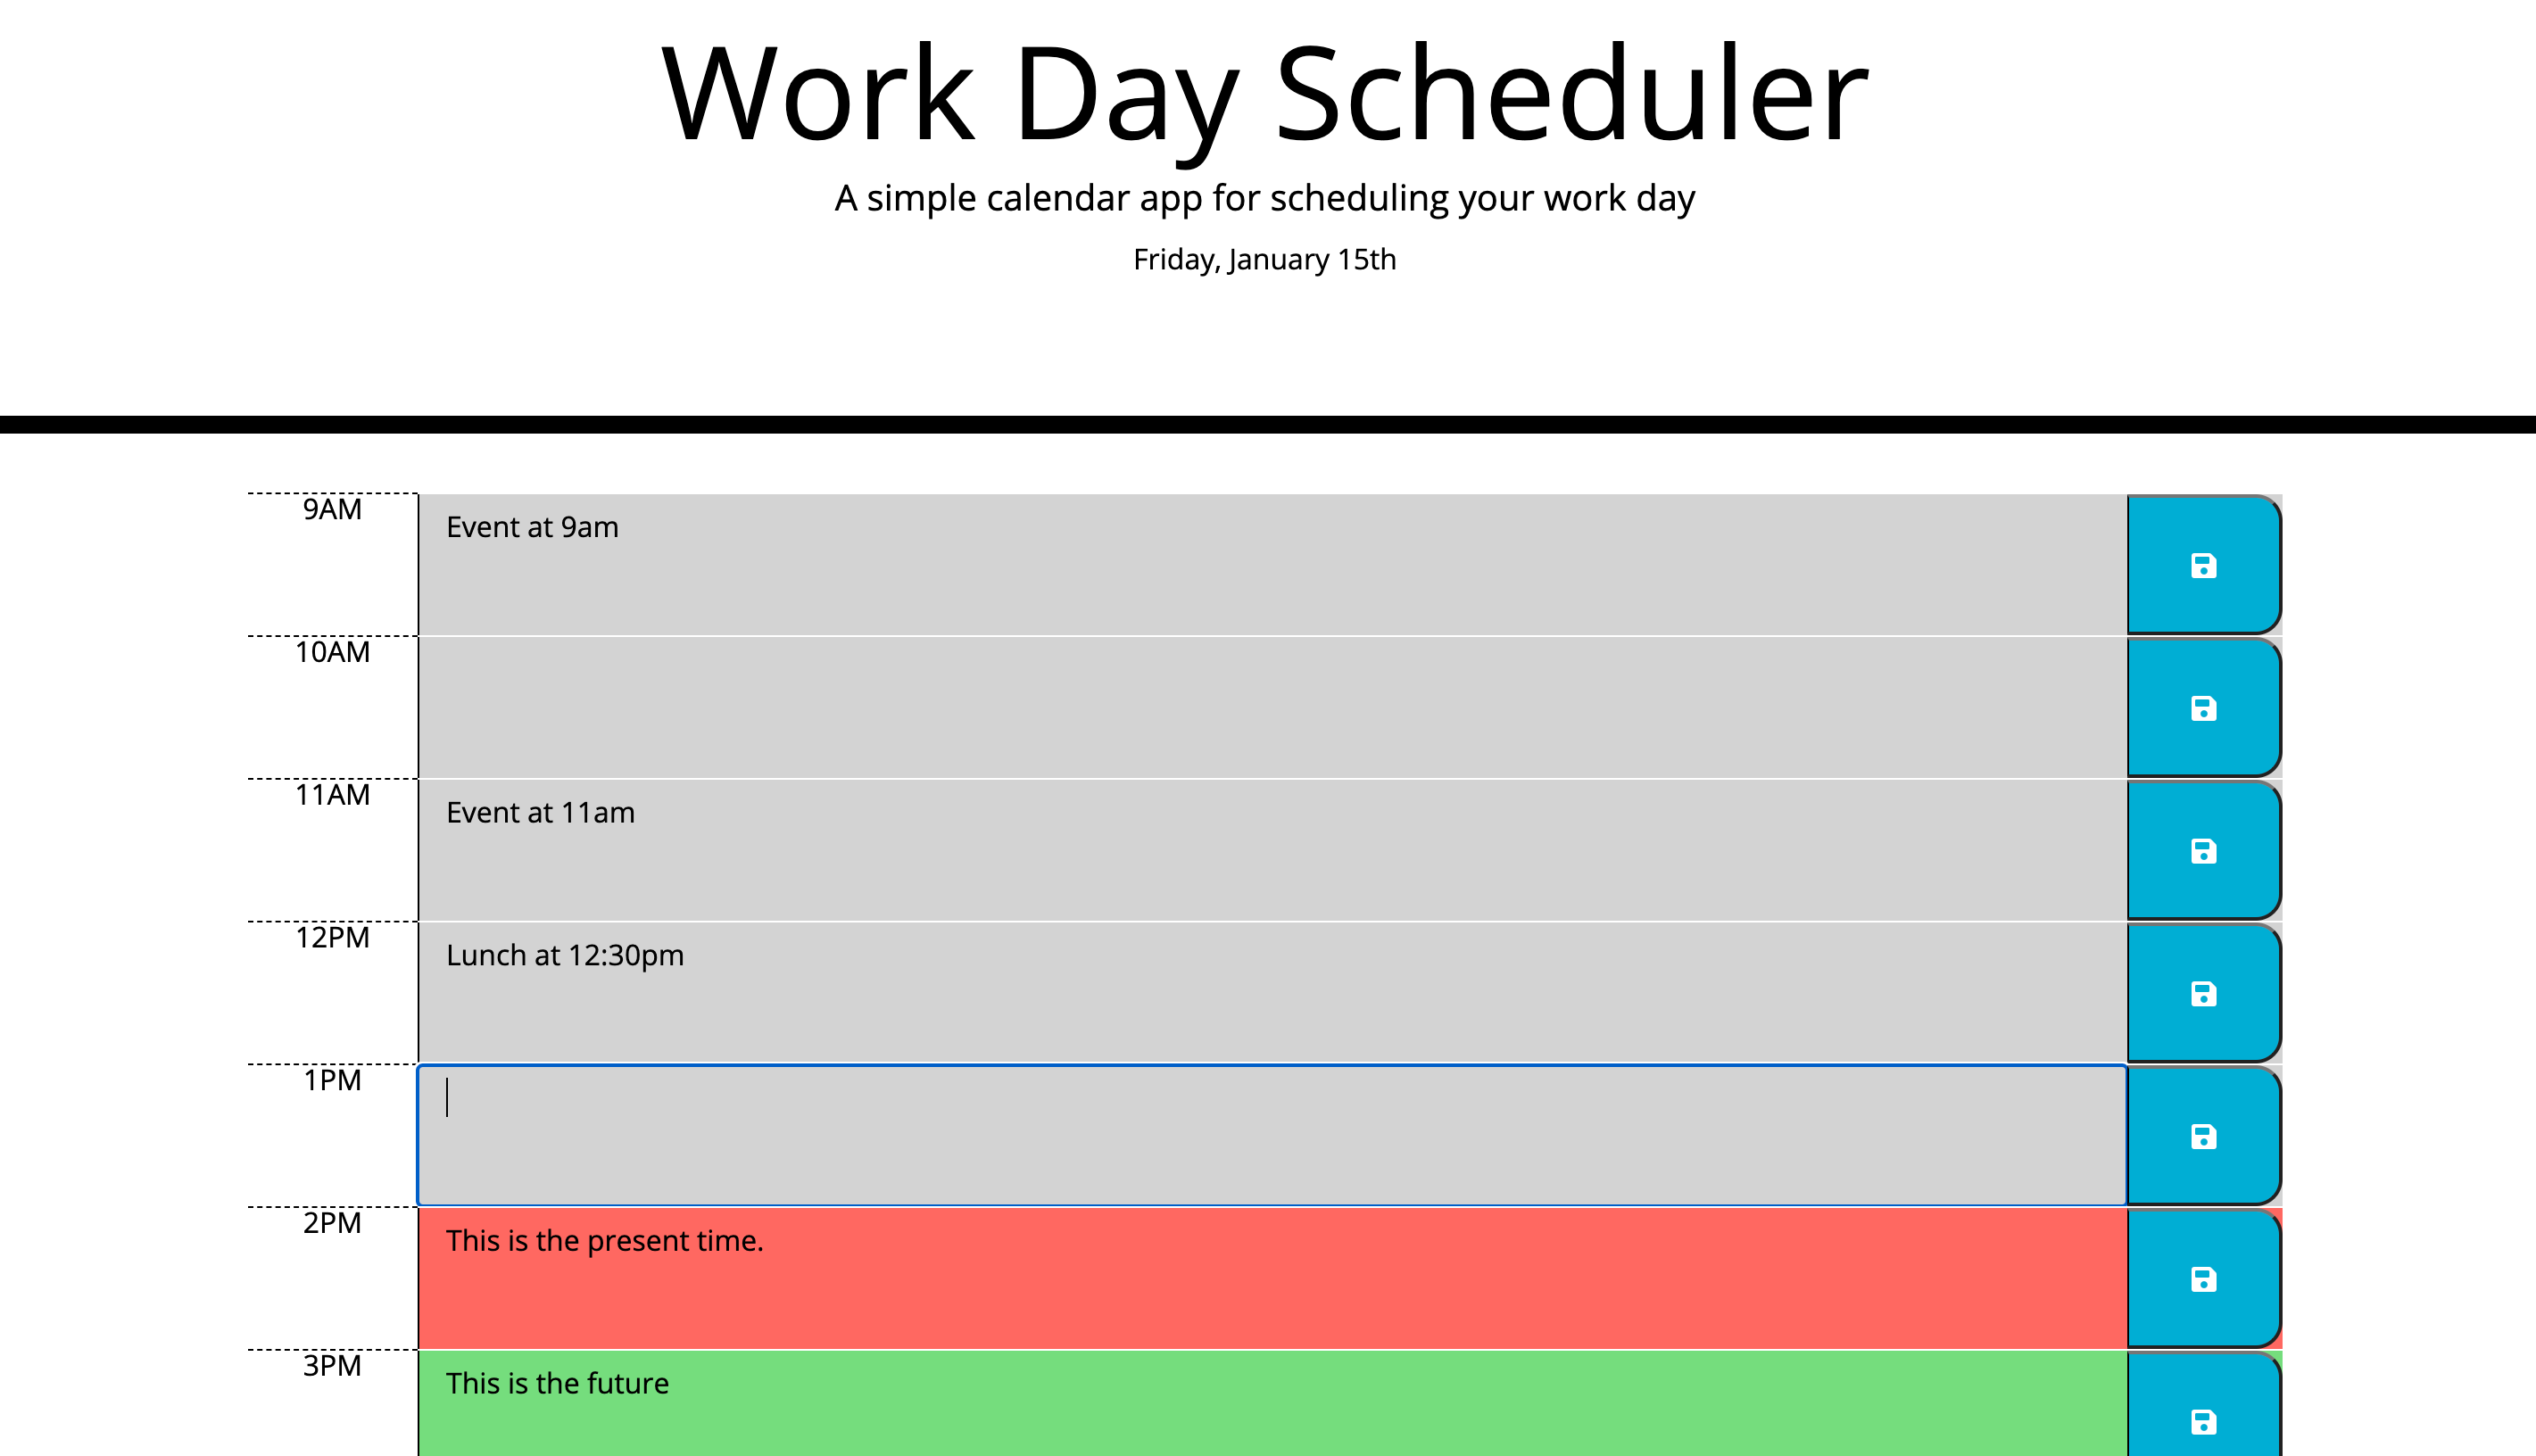 Work Day Scheduler
A simple calendar app for scheduling your work day
Friday, January 15th
9AM
Event at 9am
10AM
11AM
Event at 11am
12PM
Lunch at 12:30pm
1PM
2PM
This is the present time.
3PM
This is the future